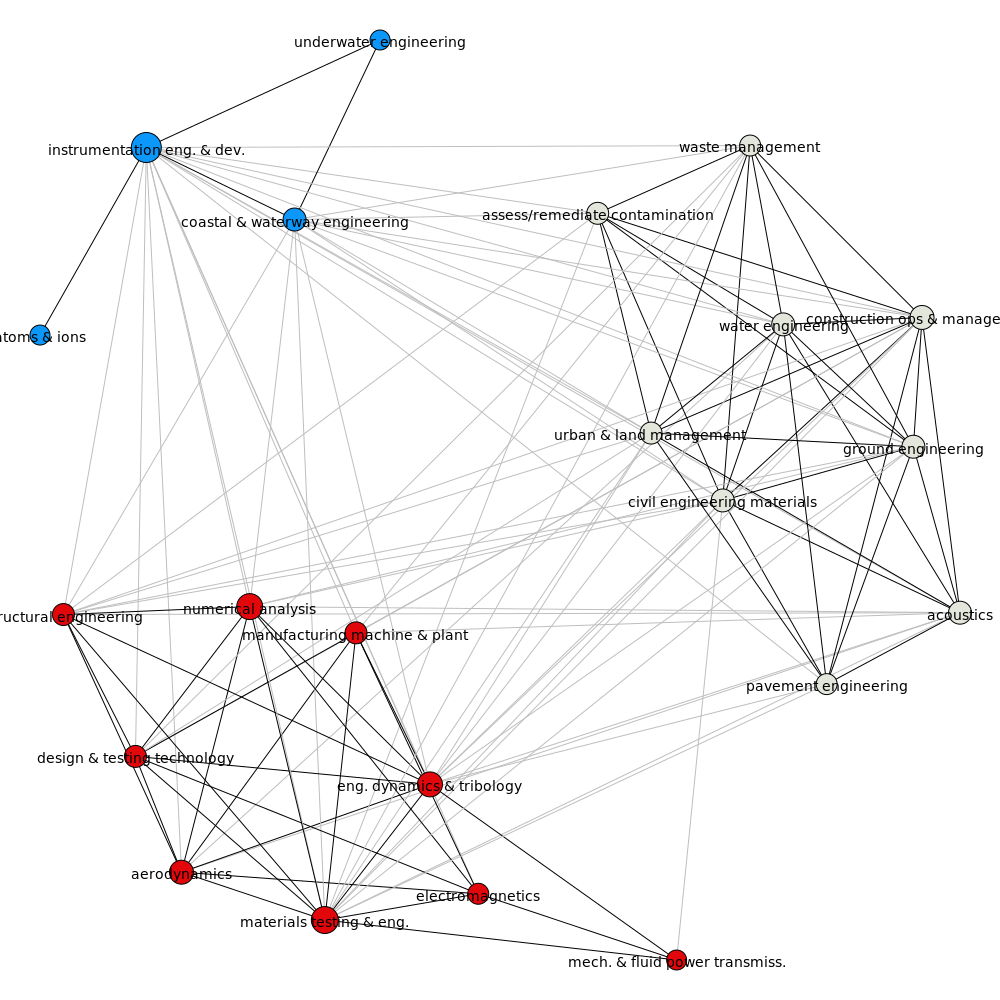 underwater engineering
instrumentation eng. & dev.
waste management
coastal & waterway engineering
assess/remediate contamination
water engineering
construction ops & manage
atoms & ions
urban & land management
ground engineering
civil engineering materials
ructural engineering
numerical analysis
manufacturing machine & plant
acoustics
pavement engineering
design & testing technology
eng. dynamics & tribology
aerodynamics
electromagnetics
materials testing & eng.
mech. & fluid power transmiss.